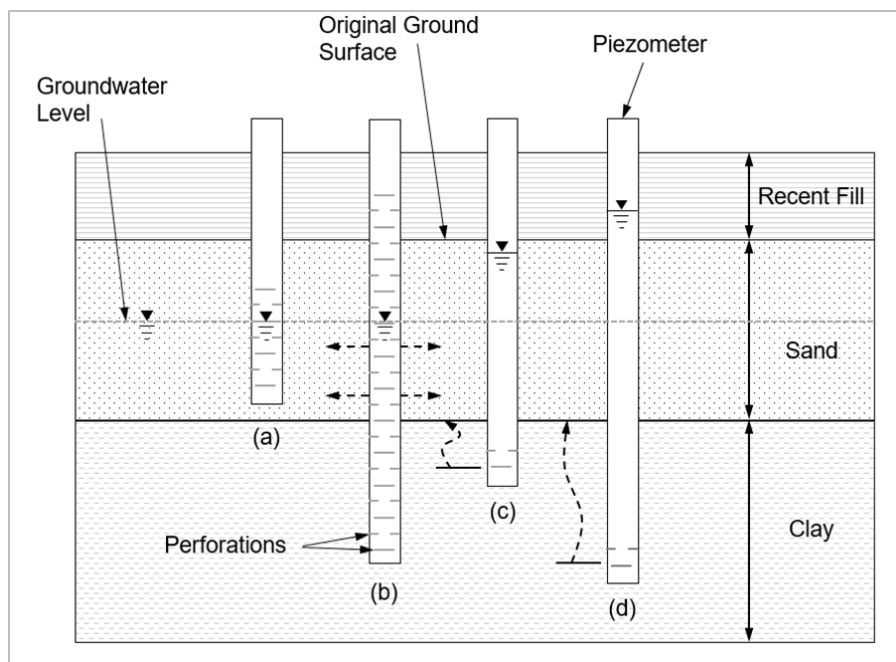 Original Ground
Surface
Piezometer
Groundwater
Level
Recent Fill
Sand
(a)
(c)
Clay
Perforations
(b)
(d)